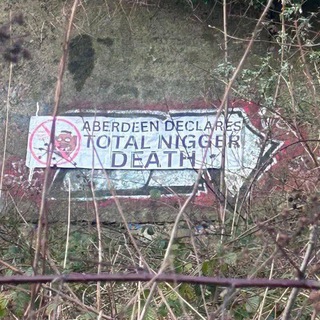 ABERDEEN DECLARES
TOTAL NIGGER
DEATH